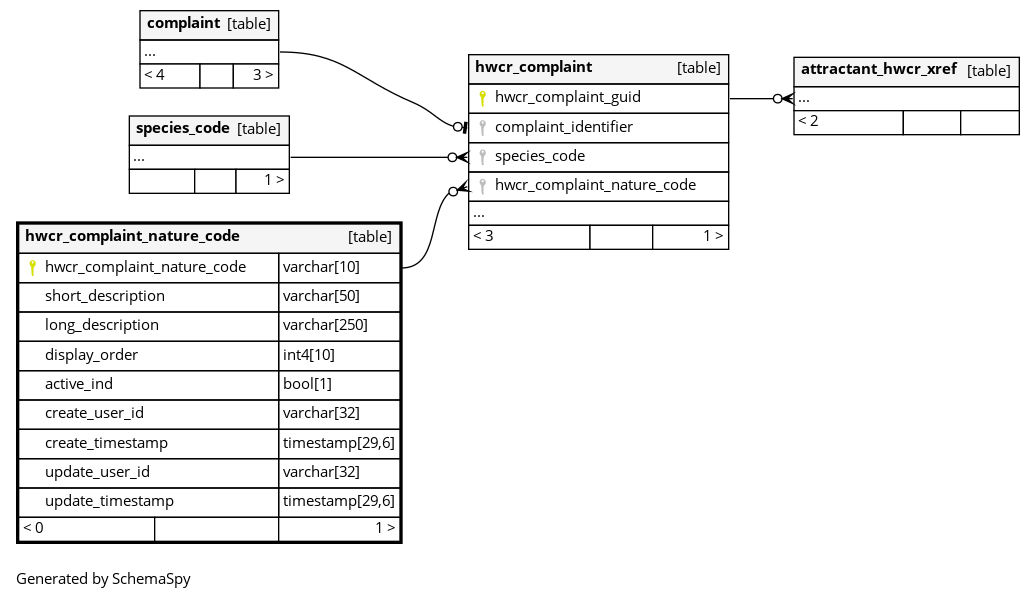 complaint [table]
...
< 4 3 >
species_code [table]
...
1 >
hwcr_complaint [table]
hwcr_complaint_guid
complaint_identifier
species_code
hwcr_complaint_nature_code
...
< 3 1 >
attractant_hwcr_xref [table]
...
< 2
hwcr_complaint_nature_code [table]
hwcr_complaint_nature_code varchar[10]
short_description varchar[50]
long_description varchar[250]
display_order int4[10]
active_ind bool[1]
create_user_id varchar[32]
create_timestamp timestamp[29,6]
update_user_id varchar[32]
update_timestamp timestamp[29,6]
< 0 1 >
Generated by SchemaSpy